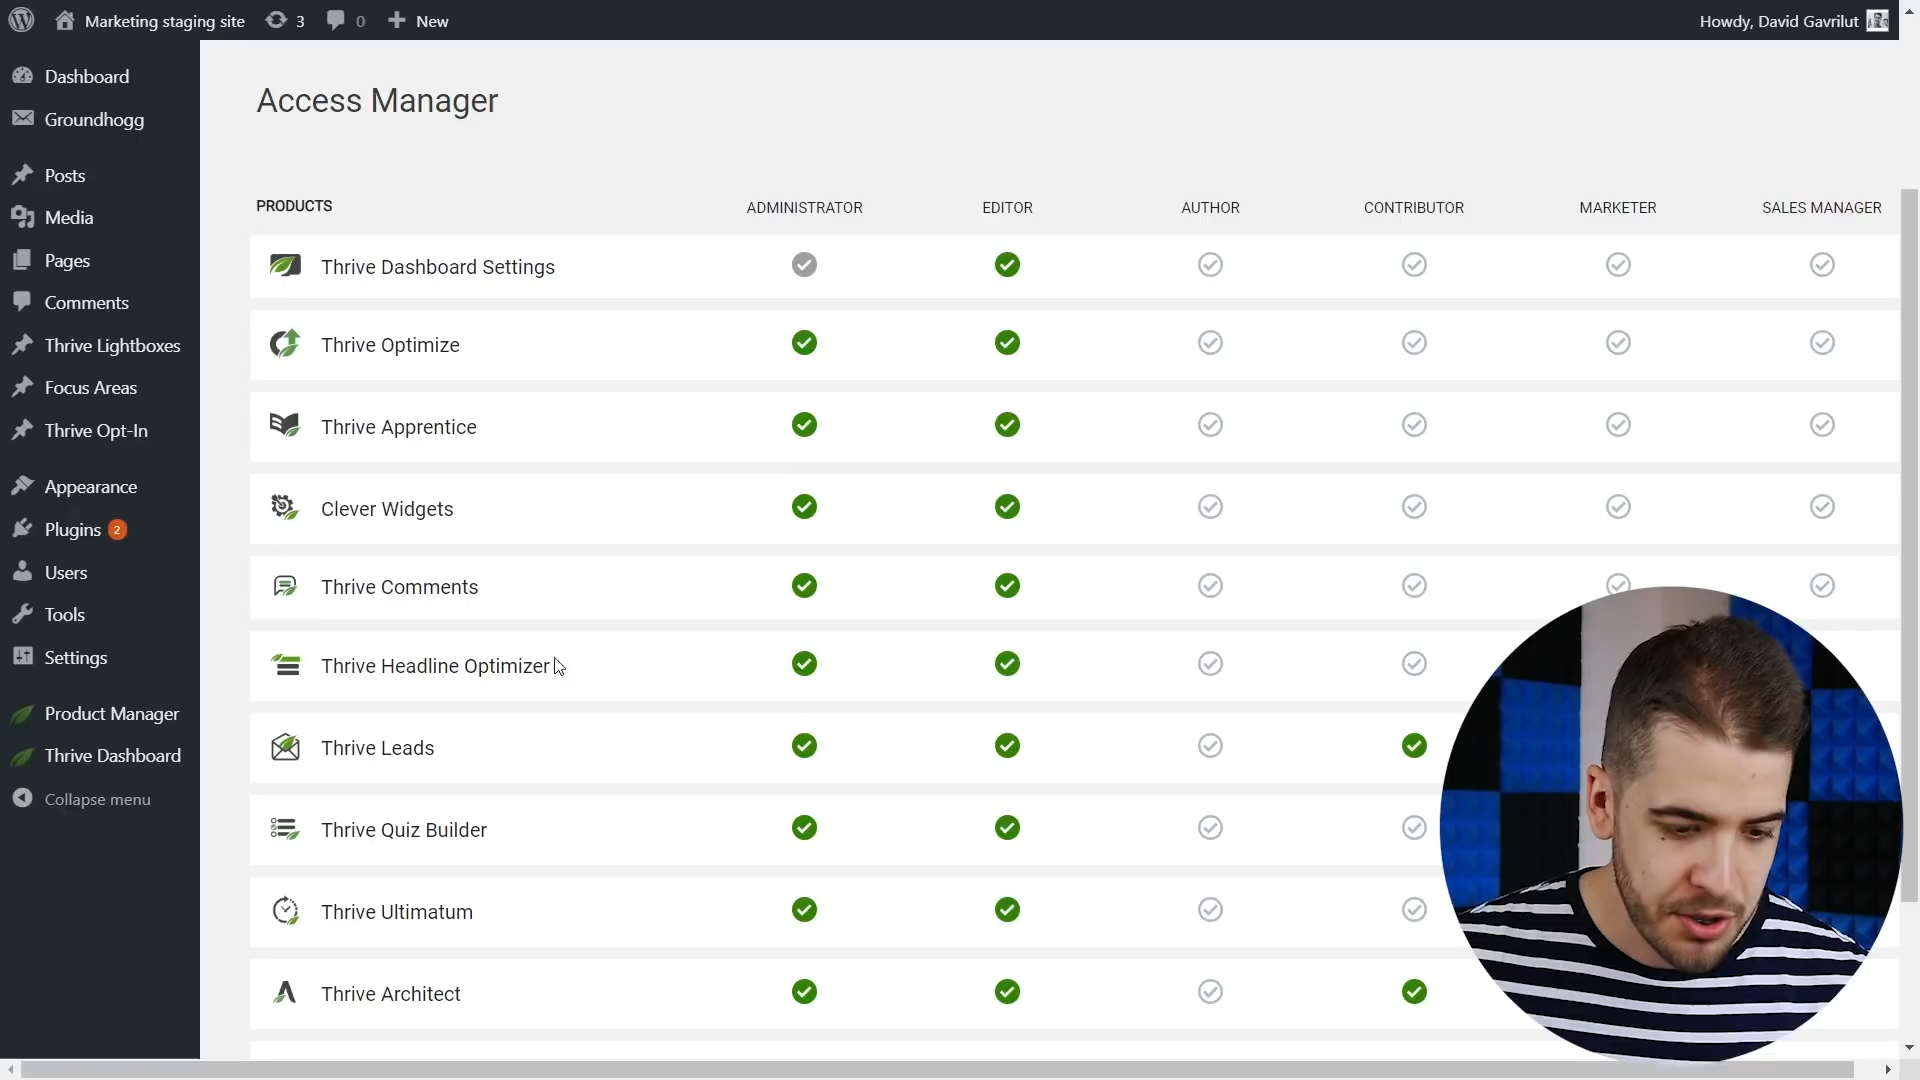 Marketing staging site 3 0 New Howdy, David Gavrilut
Dashboard
Groundhogg
Posts
Media
Pages
Comments
Thrive Lightboxes
Focus Areas
Thrive Opt-In
Appearance
Plugins 2
Users
Tools
Settings
Product Manager
Thrive Dashboard
Collapse menu
Access Manager
PRODUCTS ADMINISTRATOR EDITOR AUTHOR CONTRIBUTOR MARKETER SALES MANAGER
Thrive Dashboard Settings
Thrive Optimize
Thrive Apprentice
Clever Widgets
Thrive Comments
Thrive Headline Optimizer
Thrive Leads
Thrive Quiz Builder
Thrive Ultimatum
Thrive Architect